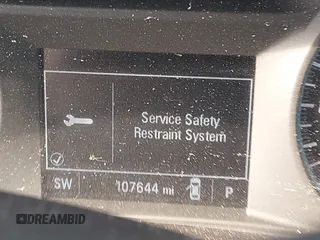 Service Safety
Restraint System
SW 107644 mi P
DREAMBID